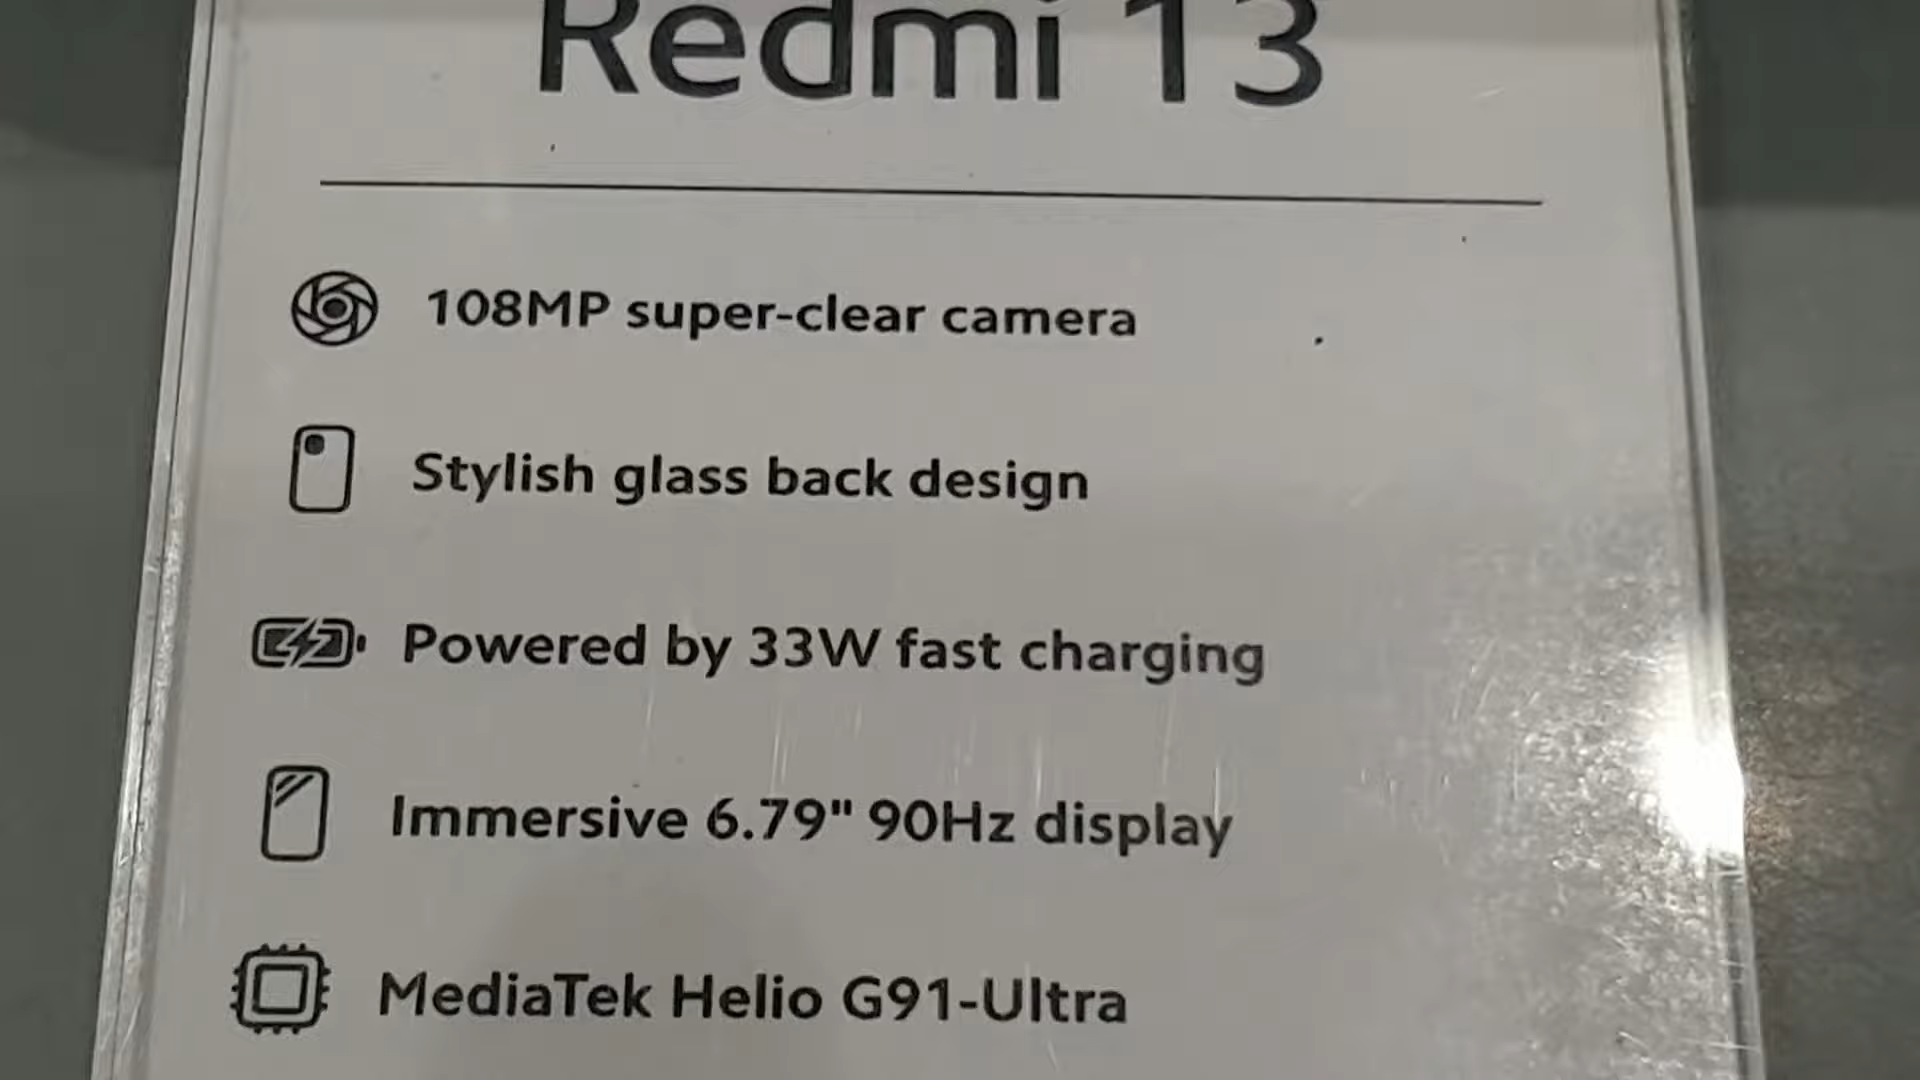 Redmi 13
108MP super-clear camera
Stylish glass back design
Powered by 33W fast charging
Immersive 6.79" 90Hz display
MediaTek Helio G91-Ultra